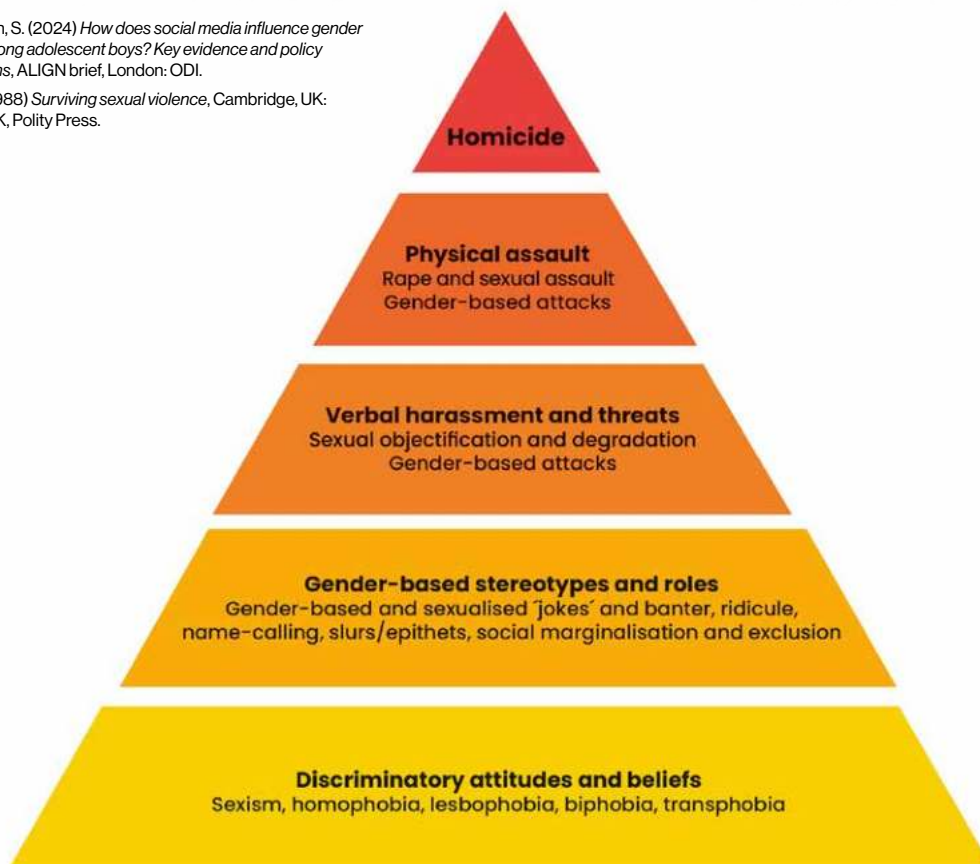 S. (2024) How does social media influence gender
adolescent boys? Key evidence and policy
ALIGN brief, London: ODI.
Surviving sexual violence, Cambridge, UK:
Polity Press.
Homicide
Physical assault
Rape and sexual assault
Gender-based attacks
Verbal harassment and threats
Sexual objectification and degradation
Gender-based attacks
Gender-based stereotypes and roles
Gender-based and sexualised ´jokes´ and banter, ridicule,
name-calling, slurs/epithets, social marginalisation and exclusion
Discriminatory attitudes and beliefs
Sexism, homophobia, lesbophobia, biphobia, transphobia